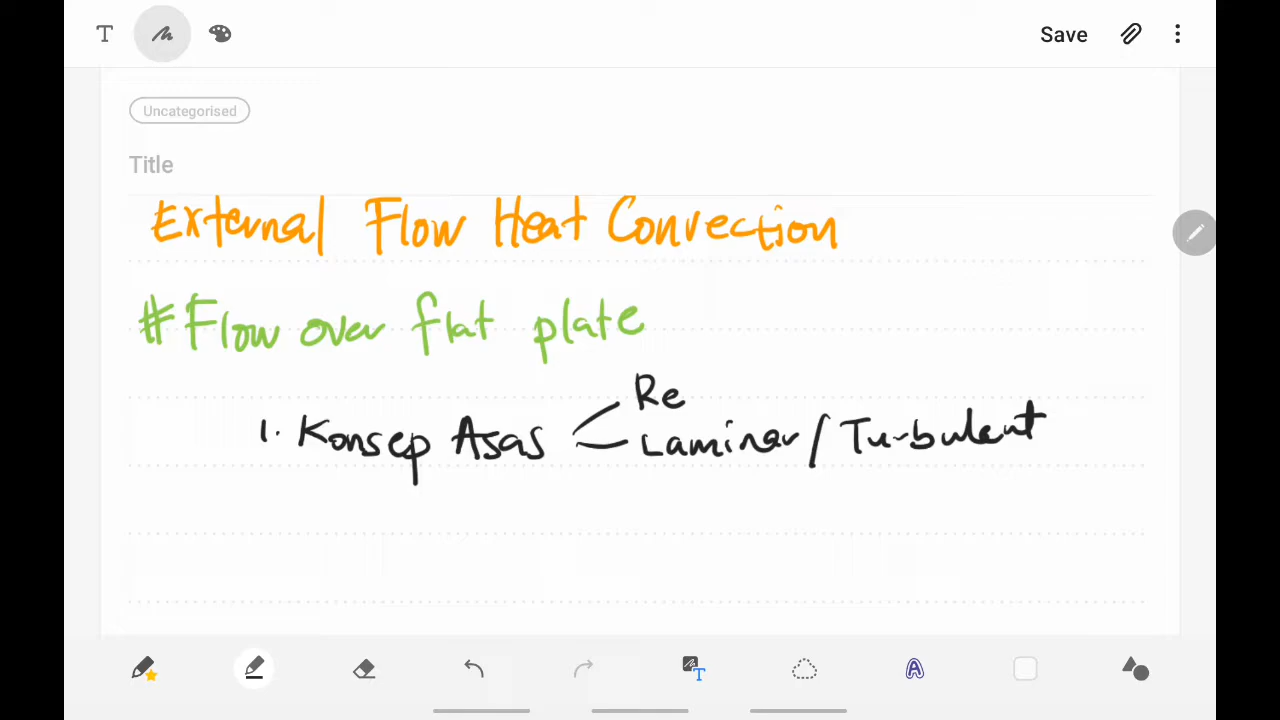 T Save
Uncategorised
Title
External Flow Heat Convection
# Flow over flat plate
1. Konsep Asas Re
Laminar / Turbulent
T A